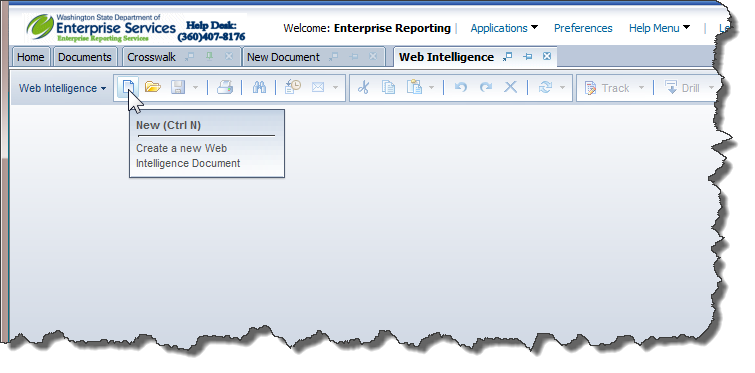 Washington State Department of
Enterprise Services
Enterprise Reporting Services
Help Desk:
(360)407-8176
Welcome: Enterprise Reporting | Applications Preferences Help Menu |
Home Documents Crosswalk New Document Web Intelligence
Web Intelligence Track Drill
New (Ctrl N)
Create a new Web
Intelligence Document